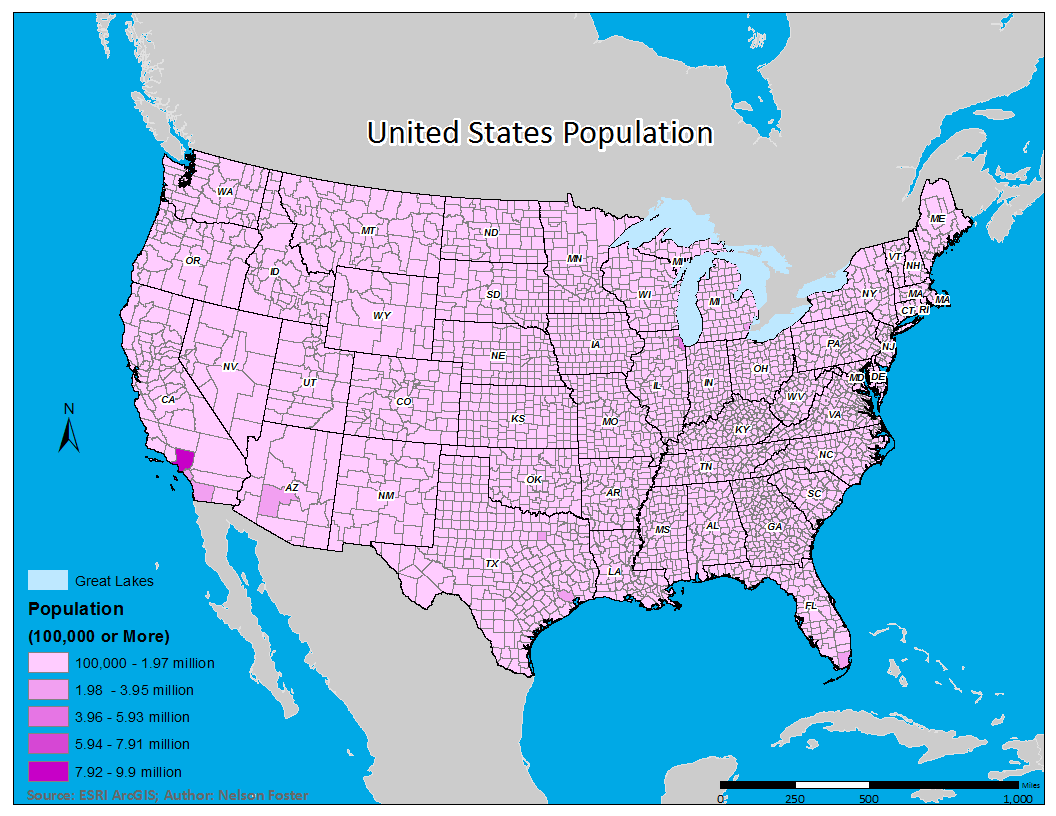 United States Population
WA
MT
ND
MN
ME
OR
ID
SD
WI
MI
MI
VT
NH
NY
MA
MA
CT
RI
WY
NE
IA
PA
NJ
NV
UT
CO
IL
IN
OH
MD
DE
WV
VA
CA
KS
MO
KY
N
NC
TN
AZ
NM
OK
AR
SC
MS
AL
GA
TX
LA
FL
Great Lakes
Population
(100,000 or More)
100,000 - 1.97 million
1.98 - 3.95 million
3.96 - 5.93 million
5.94 - 7.91 million
7.92 - 9.9 million
Source: ESRI ArcGIS; Author: Nelson Foster
Miles
0 250 500 1,000